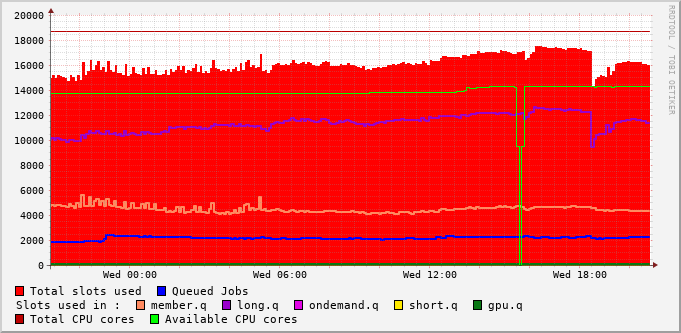 20000
18000
16000
14000
12000
10000
8000
6000
4000
2000
0
Wed 00:00 Wed 06:00 Wed 12:00 Wed 18:00
Total slots used Queued Jobs
Slots used in : member.q long.q ondemand.q short.q gpu.q
Total CPU cores Available CPU cores
RRDTOOL / TOBI OETIKER